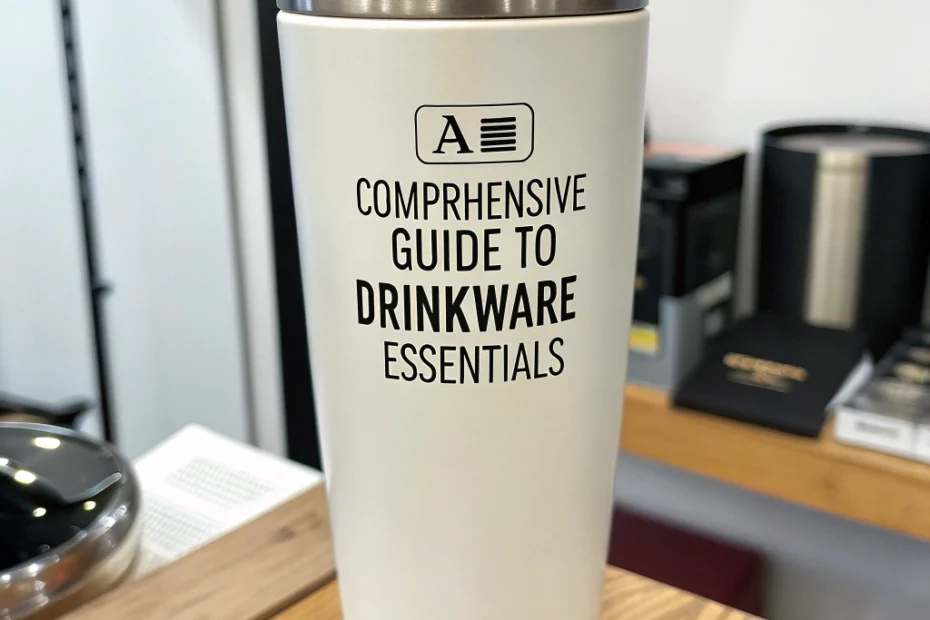 A
COMPRHENSIVE
GUIDE TO
DRINKWARE
ESSENTIALS